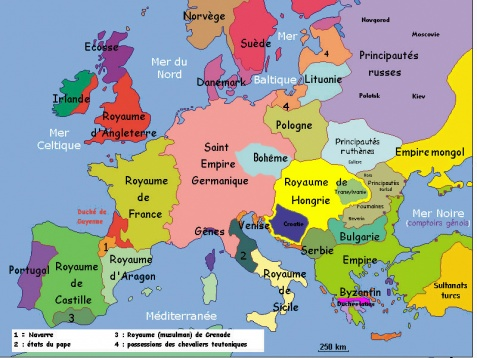 Norvège
Novgorod
Moscovie
Ecosse
Suède
Mer
4
Principautés
russes
Mer du
Nord
Danemark
Baltique
Lituanie
Irlande
Polotsk
Kiev
4
Royaume
d'Angleterre
Pologne
Mer
Celtique
Saint
Empire
Germanique
Bohême
Principautés
ruthènes
Empire mongol
Royaume
de
France
Royaume de
Hongrie
Transylvanie
Principautés
roumaines
Mer Noire
(comptoirs génois)
Duché de
Guyenne
Gênes
Venise
Croatie
1
2
Serbie
Bulgarie
Portugal
Royaume
de
Castille
Royaume
d'Aragon
Empire
Byzantin
Royaume
de
Sicile
Sultanats
turcs
3
Méditerranée
1 = Navarre
2 : états du pape
3 : Royaume (musulman) de Grenade
4 : possessions des chevaliers teutoniques
250 km